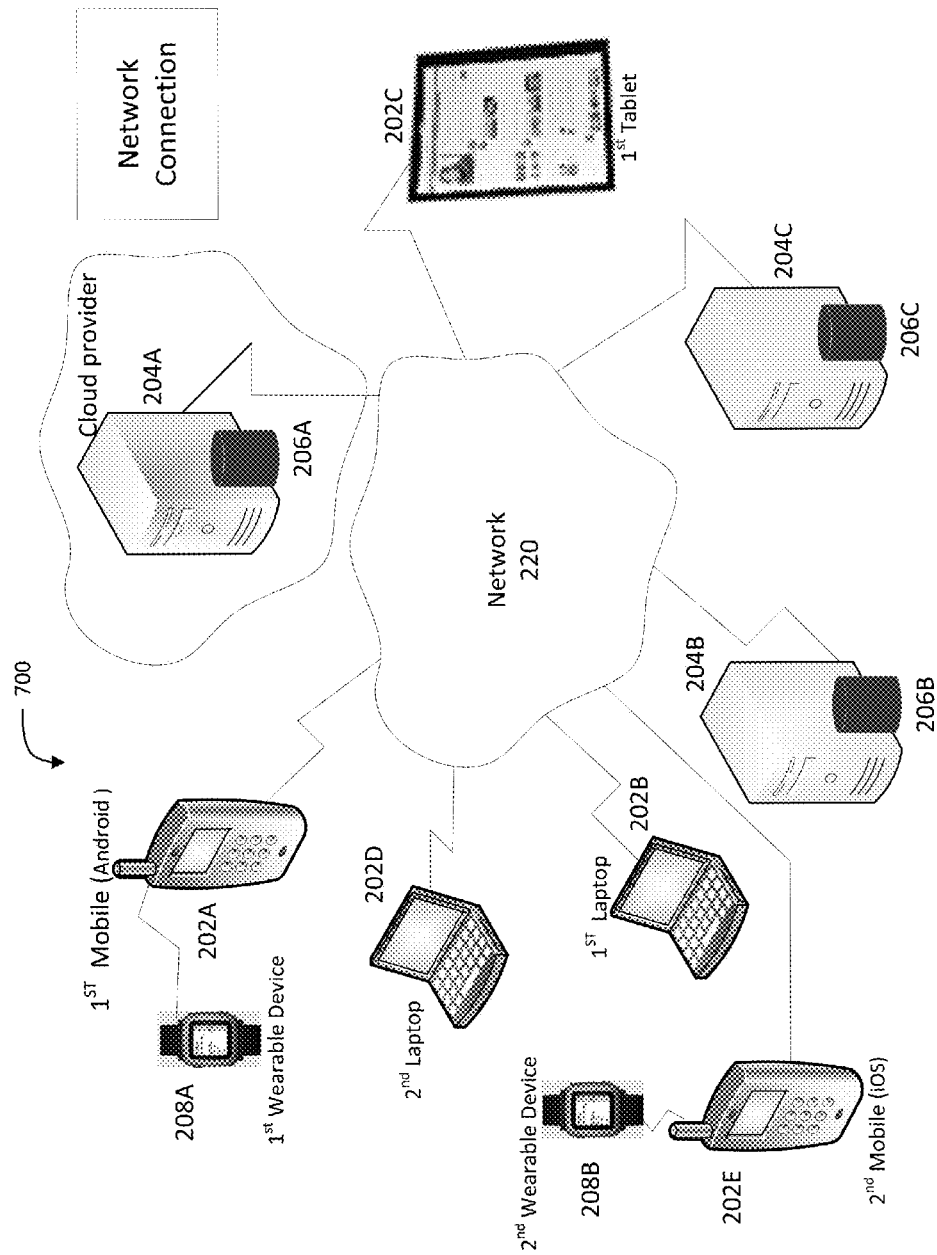 700
Network
Connection
Cloud provider
204A
206A
202C
1st Tablet
1ST Mobile (Android )
202A
208A
1st Wearable Device
Network
220
202D
2nd Laptop
202B
1ST Laptop
204C
206C
204B
206B
2nd Wearable Device
208B
202E
2nd Mobile (iOS)